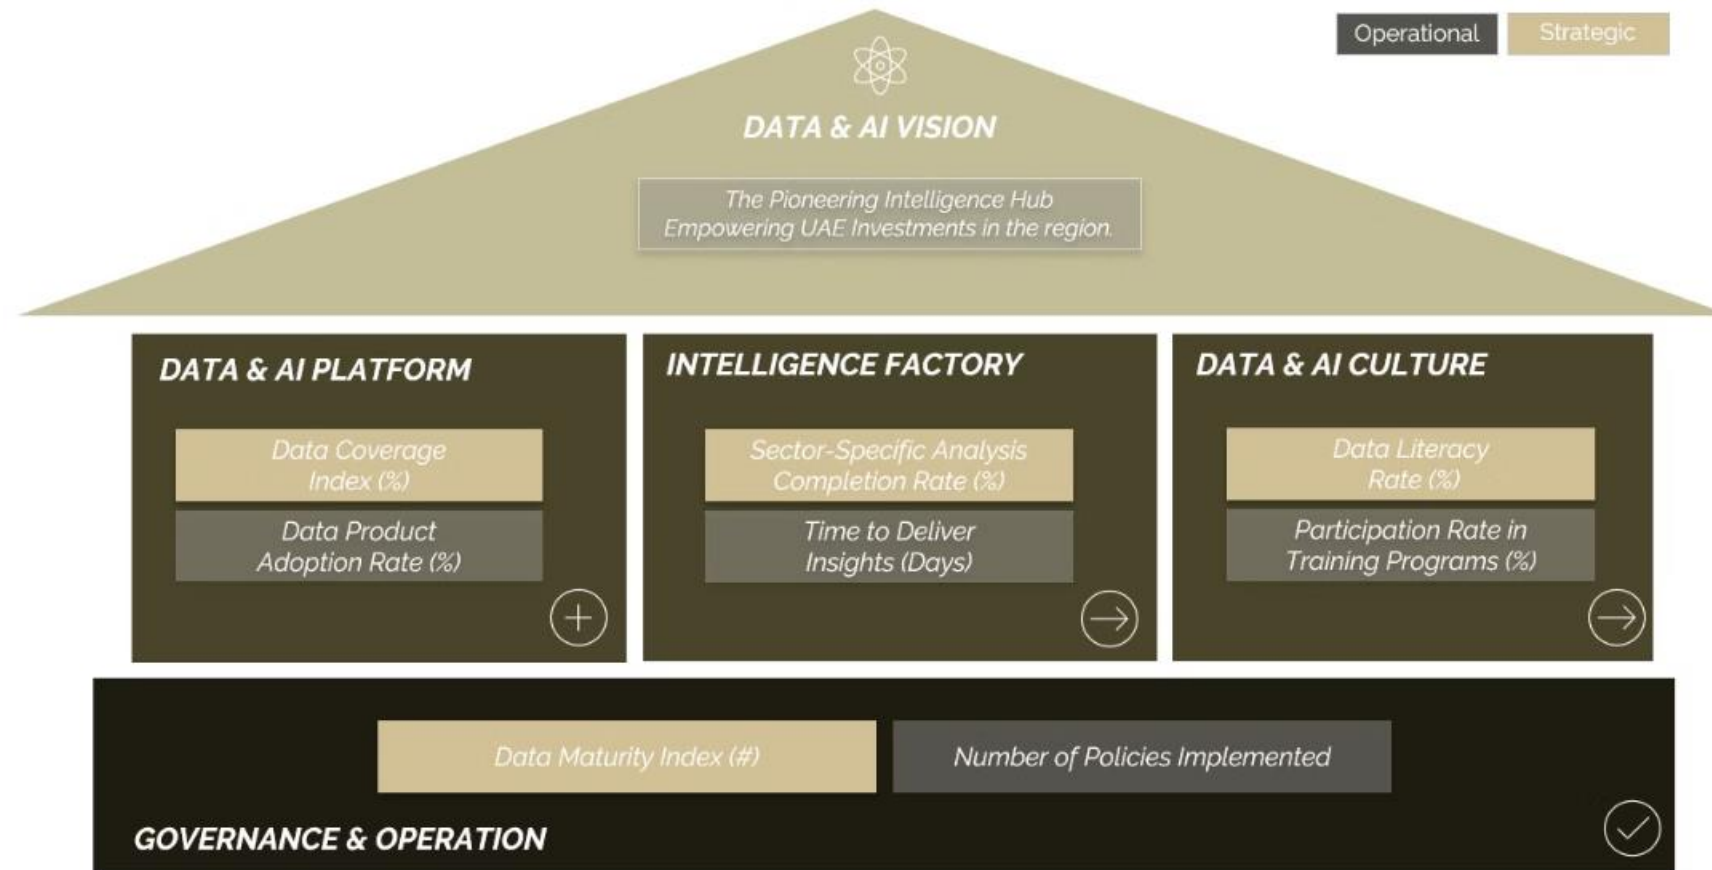 Operational
Strategic
DATA & AI VISION
The Pioneering Intelligence Hub
Empowering UAE Investments in the region.
DATA & AI PLATFORM
Data Coverage
Index (%)
Data Product
Adoption Rate (%)
INTELLIGENCE FACTORY
Sector-Specific Analysis
Completion Rate (%)
Time to Deliver
Insights (Days)
DATA & AI CULTURE
Data Literacy
Rate (%)
Participation Rate in
Training Programs (%)
Data Maturity Index (#)
Number of Policies Implemented
GOVERNANCE & OPERATION